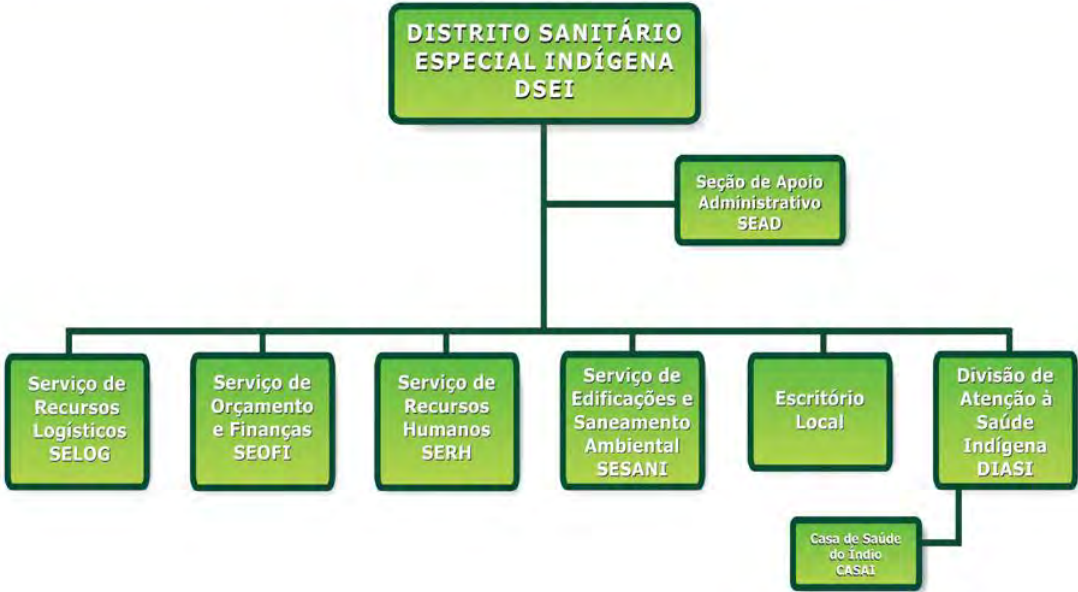 DISTRITO SANITÁRIO
ESPECIAL INDÍGENA
DSEI
Seção de Apoio
Administrativo
SEAD
Serviço de
Recursos
Logísticos
SELOG
Serviço de
Orçamento
e Finanças
SEOFI
Serviço de
Recursos
Humanos
SERH
Serviço de
Edificações e
Saneamento
Ambiental
SESANI
Escritório
Local
Divisão de
Atenção à
Saúde
Indígena
DIASI
Casa de Saúde
do Índio
CASAI